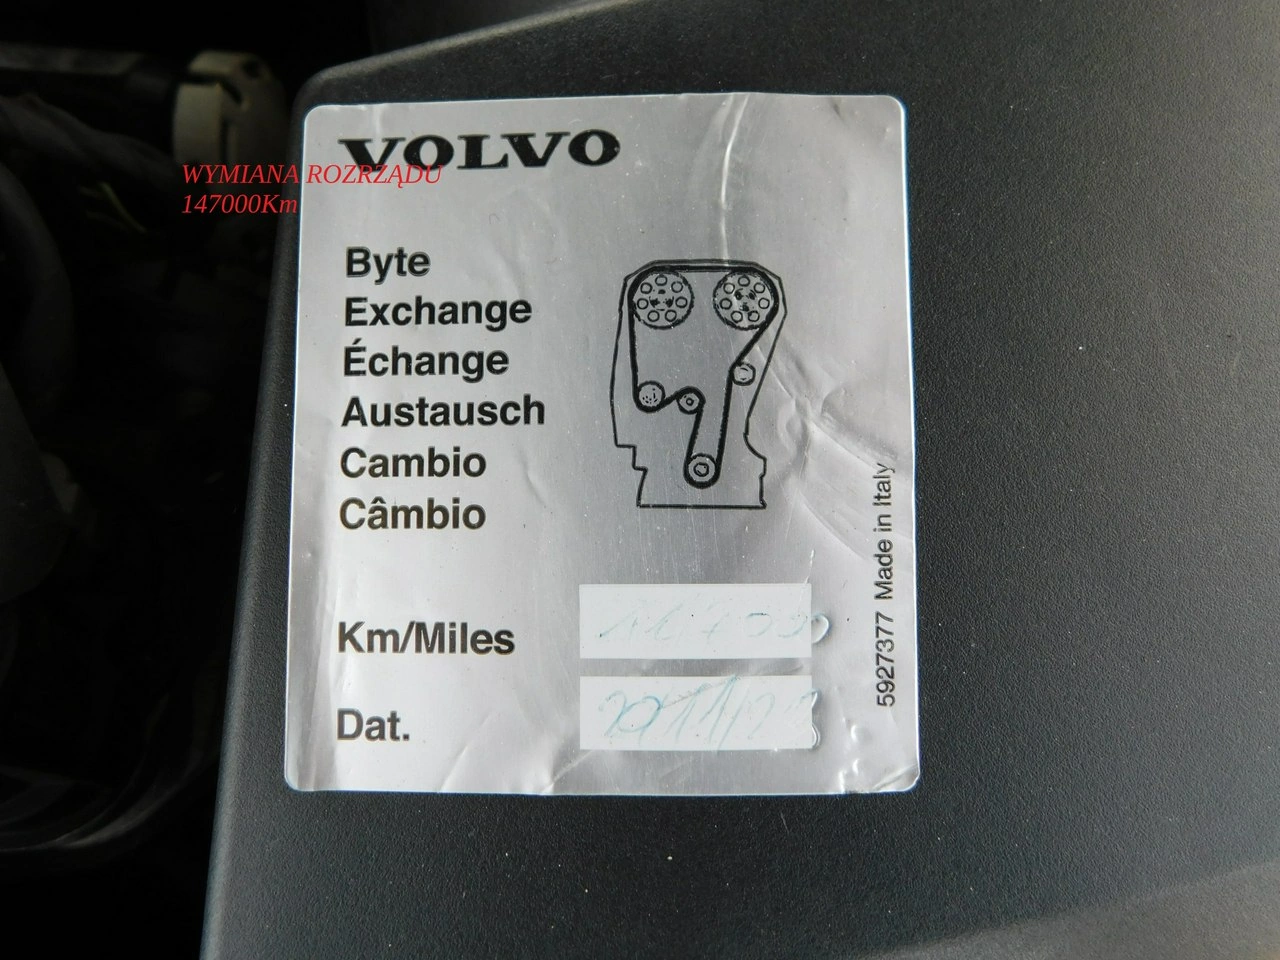 VOLVO
WYMIANA ROZRZĄDU
147000Km
Byte
Exchange
Échange
Austausch
Cambio
Câmbio
Km/Miles
Dat.
5927377 Made in Italy